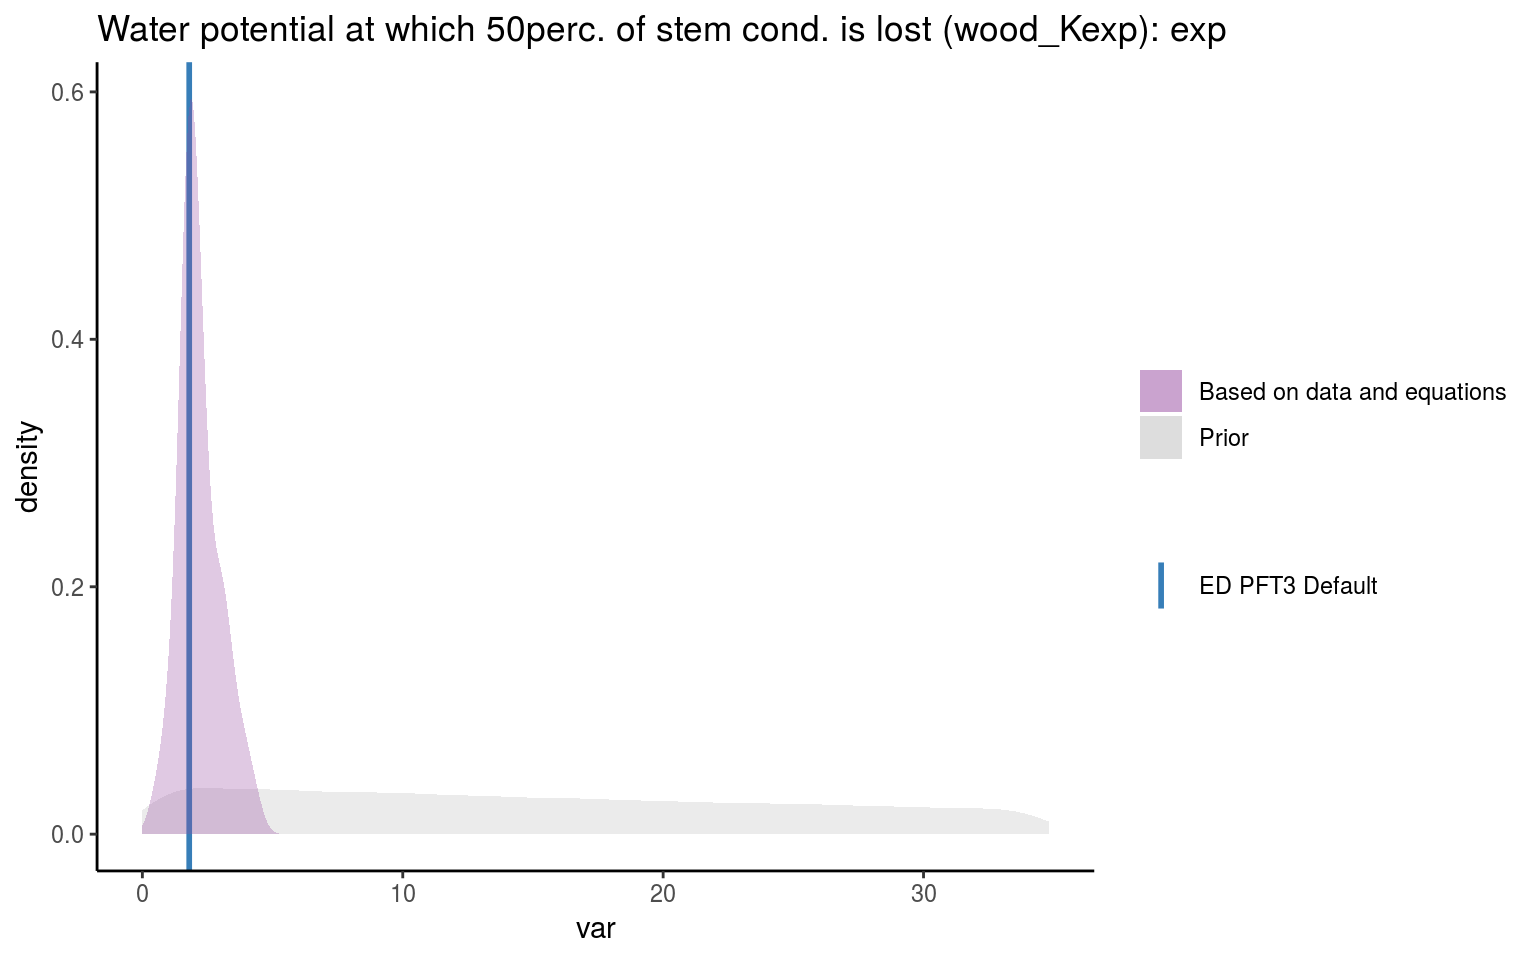 Water potential at which 50perc. of stem cond. is lost (wood_Kexp): exp
0.6
0.4
0.2
0.0
density
0
10
20
30
var
Based on data and equations
Prior
ED PFT3 Default